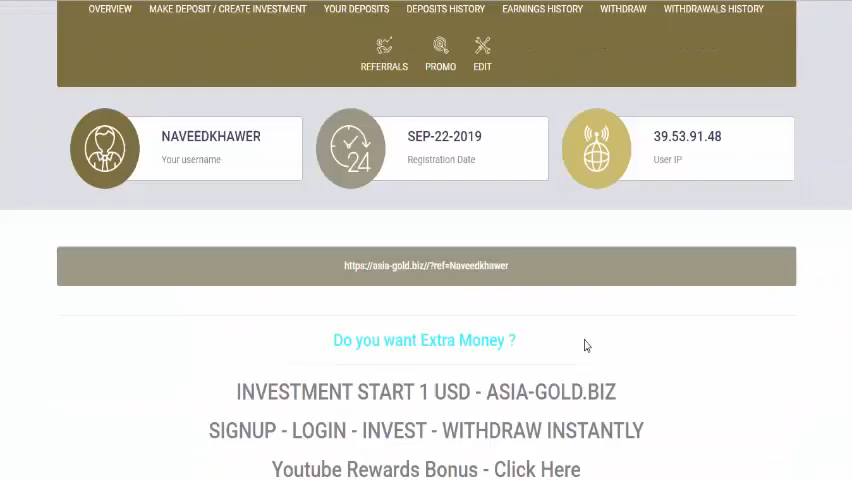 OVERVIEW MAKE DEPOSIT / CREATE INVESTMENT YOUR DEPOSITS DEPOSITS HISTORY EARNINGS HISTORY WITHDRAW WITHDRAWALS HISTORY
REFERRALS PROMO EDIT
NAVEEDKHAWER
Your username
24
SEP-22-2019
Registration Date
39.53.91.48
User IP
https://asia-gold.biz//?ref=Naveedkhawer
Do you want Extra Money ?
INVESTMENT START 1 USD - ASIA-GOLD.BIZ
SIGNUP - LOGIN - INVEST - WITHDRAW INSTANTLY
Youtube Rewards Bonus - Click Here